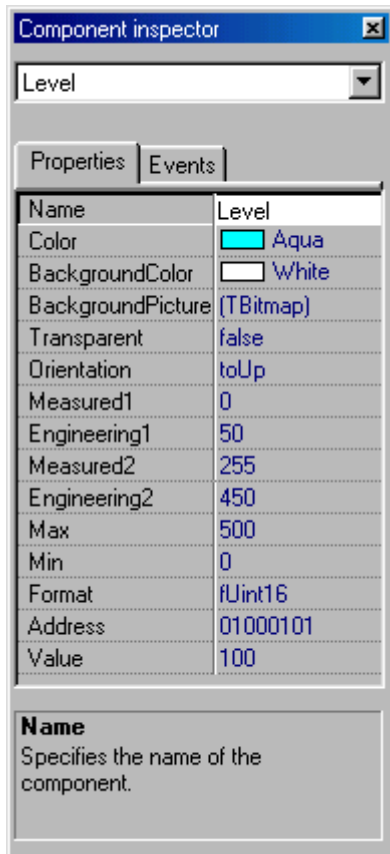 Component inspector
Level
Properties Events
Name Level
Color Aqua
BackgroundColor White
BackgroundPicture (TBitmap)
Transparent false
Orientation toUp
Measured1 0
Engineering1 50
Measured2 255
Engineering2 450
Max 500
Min 0
Format fUint16
Address 01000101
Value 100
Name
Specifies the name of the
component.